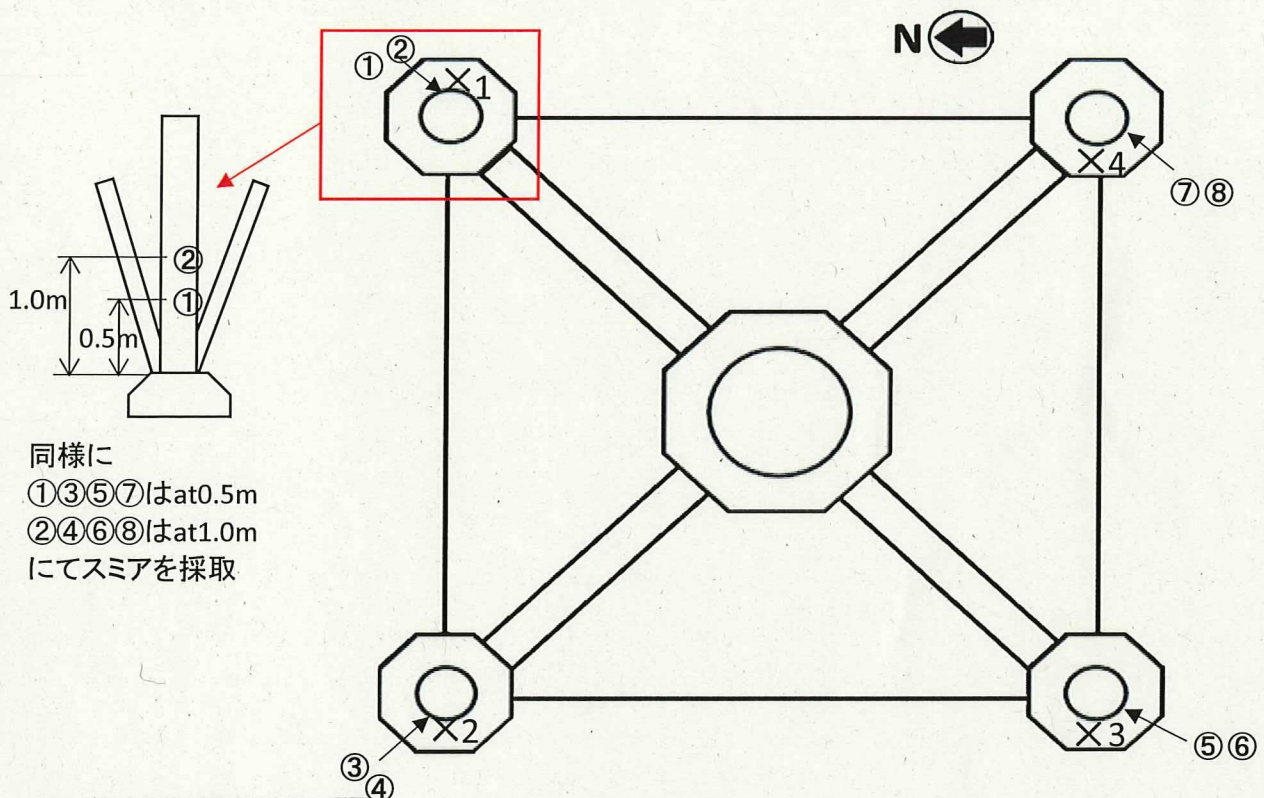 N
① ②
×1
×4
⑦⑧
②
1.0m
①
0.5m
同様に
①③⑤⑦はat0.5m
②④⑥⑧はat1.0m
にてスミアを採取
×2
③
④
×3
⑤⑥